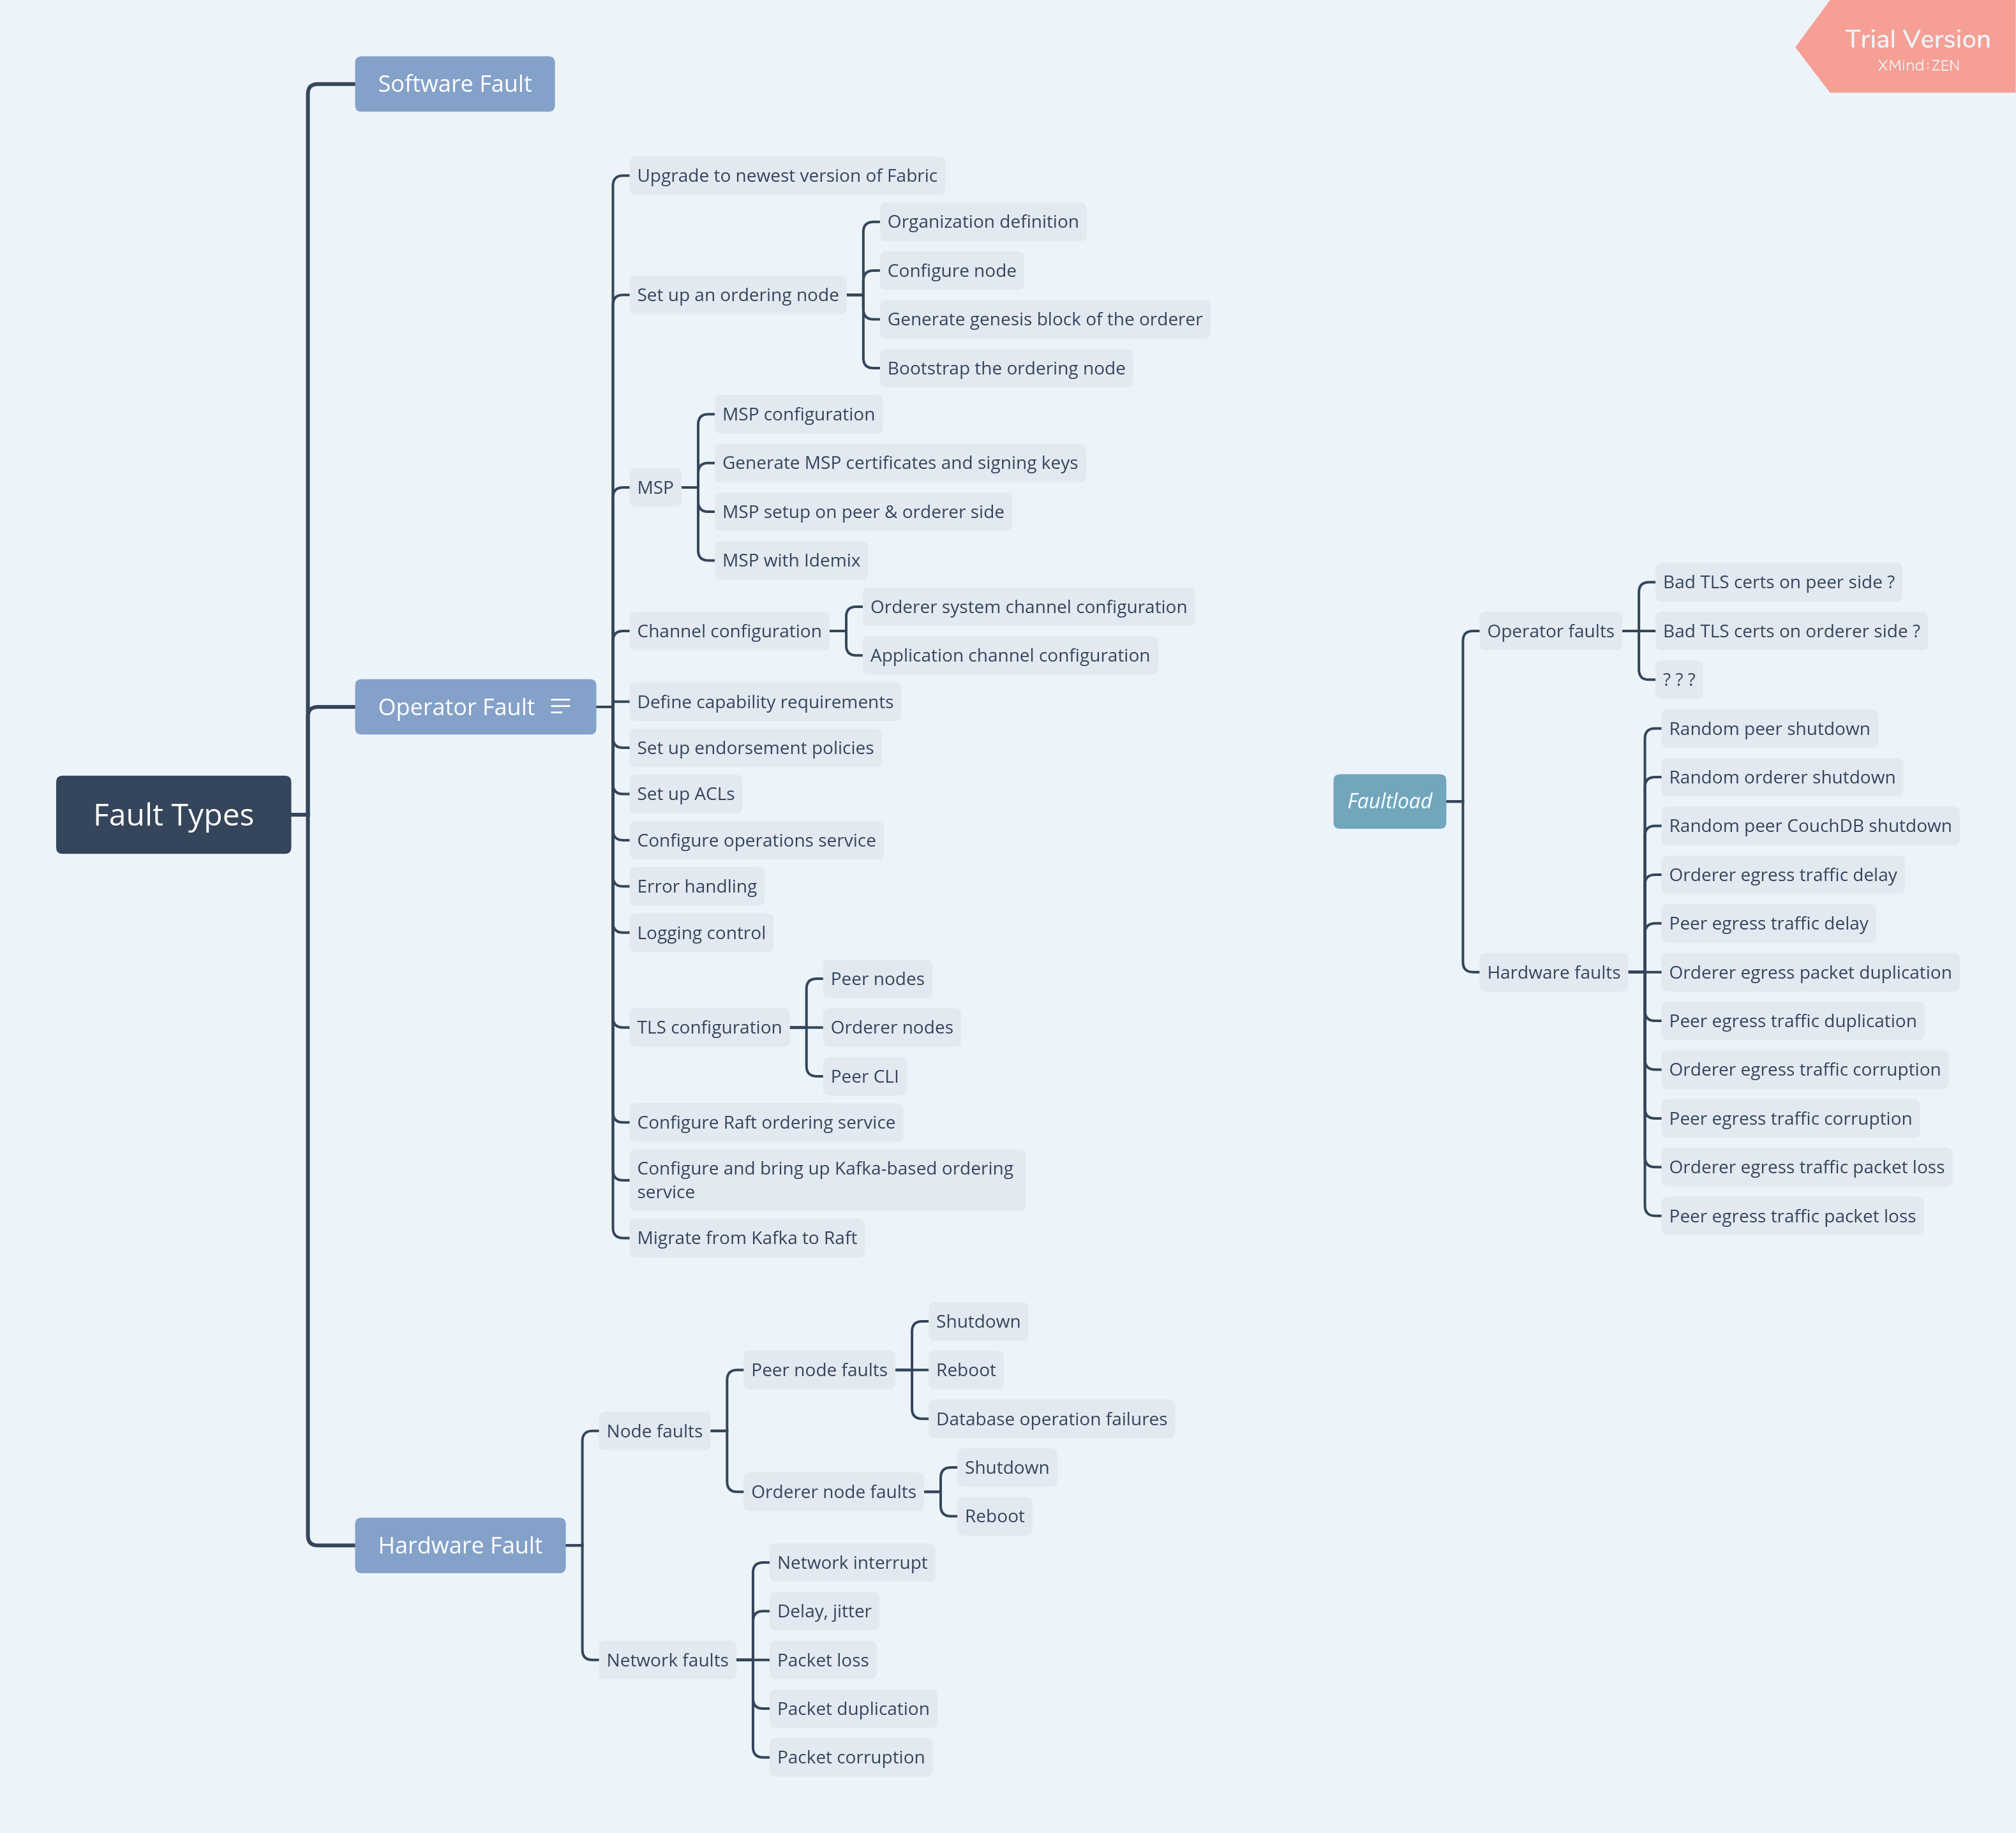 Trial Version
XMind:ZEN
Fault Types
Software Fault
Operator Fault
Upgrade to newest version of Fabric
Set up an ordering node
Organization definition
Configure node
Generate genesis block of the orderer
Bootstrap the ordering node
MSP
MSP configuration
Generate MSP certificates and signing keys
MSP setup on peer & orderer side
MSP with Idemix
Channel configuration
Orderer system channel configuration
Application channel configuration
Define capability requirements
Set up endorsement policies
Set up ACLs
Configure operations service
Error handling
Logging control
TLS configuration
Peer nodes
Orderer nodes
Peer CLI
Configure Raft ordering service
Configure and bring up Kafka-based ordering
service
Migrate from Kafka to Raft
Hardware Fault
Node faults
Peer node faults
Shutdown
Reboot
Database operation failures
Orderer node faults
Shutdown
Reboot
Network faults
Network interrupt
Delay, jitter
Packet loss
Packet duplication
Packet corruption
Faultload
Operator faults
Bad TLS certs on peer side ?
Bad TLS certs on orderer side ?
? ? ?
Hardware faults
Random peer shutdown
Random orderer shutdown
Random peer CouchDB shutdown
Orderer egress traffic delay
Peer egress traffic delay
Orderer egress packet duplication
Peer egress traffic duplication
Orderer egress traffic corruption
Peer egress traffic corruption
Orderer egress traffic packet loss
Peer egress traffic packet loss